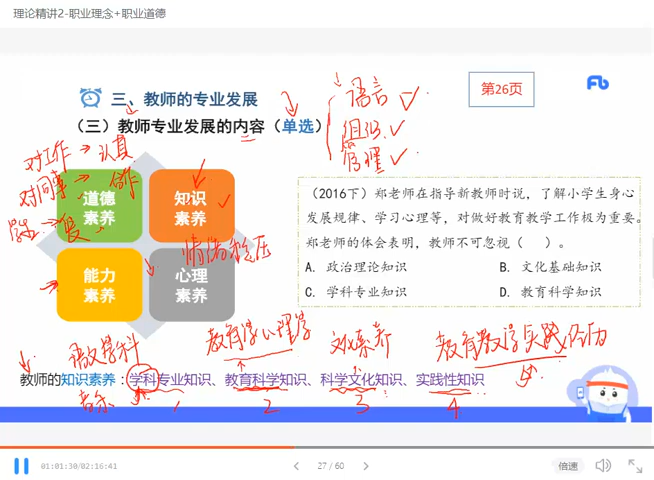 理论精讲2-职业理念+职业道德
三、教师的专业发展
第26页
（三）教师专业发展的内容（单选）
语言
组织
管理
对工作 认真
对同事 合作
学生 爱
道德
素养
知识
素养
能力
素养
心理
素养
情绪稳定
（2016下）郑老师在指导新教师时说，了解小学生身心
发展规律、学习心理等，对做好教育教学工作极为重要。
郑老师的体会表明，教师不可忽视（ ）。
A. 政治理论知识 B. 文化基础知识
C. 学科专业知识 D. 教育科学知识
语文学科 教育学心理学 文化素养 教育教学实践经验
教师的知识素养：学科专业知识、教育科学知识、科学文化知识、实践性知识
音乐 1 2 3 4
01:01:30/02:16:41
27 / 60
倍速